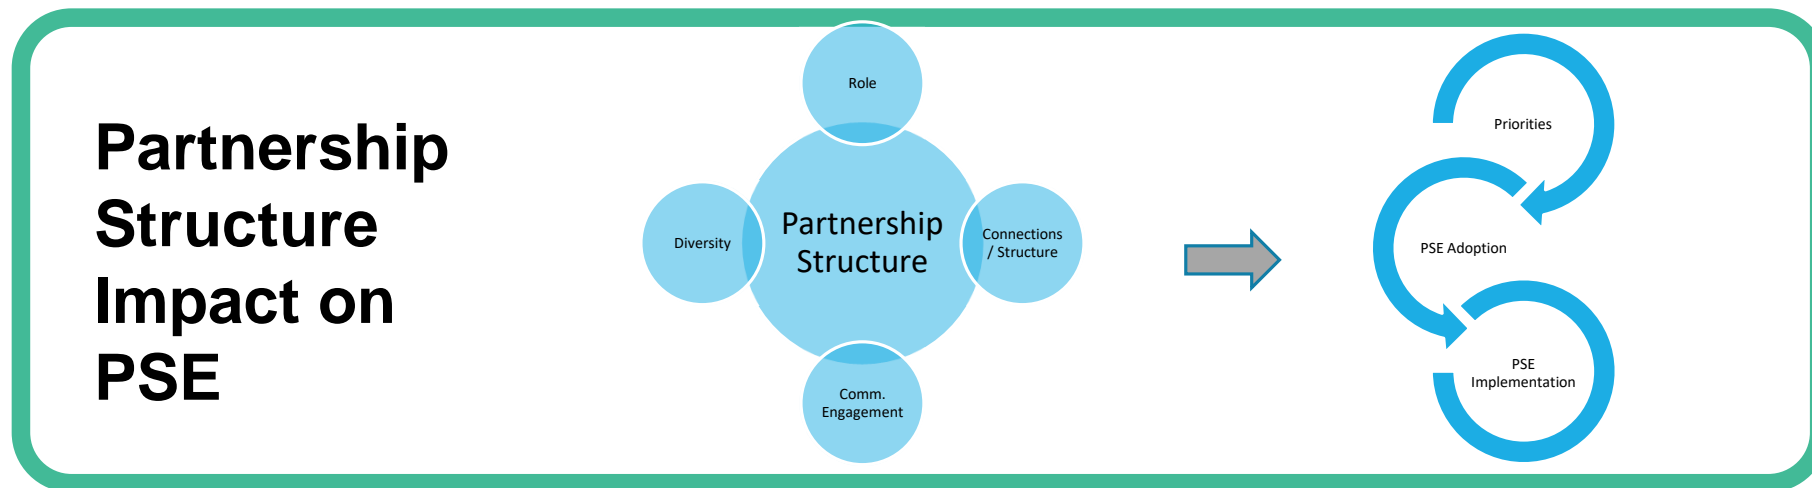 Partnership
Structure
Impact on
PSE
Role
Diversity
Partnership
Structure
Connections
/ Structure
Comm.
Engagement
Priorities
PSE Adoption
PSE
Implementation